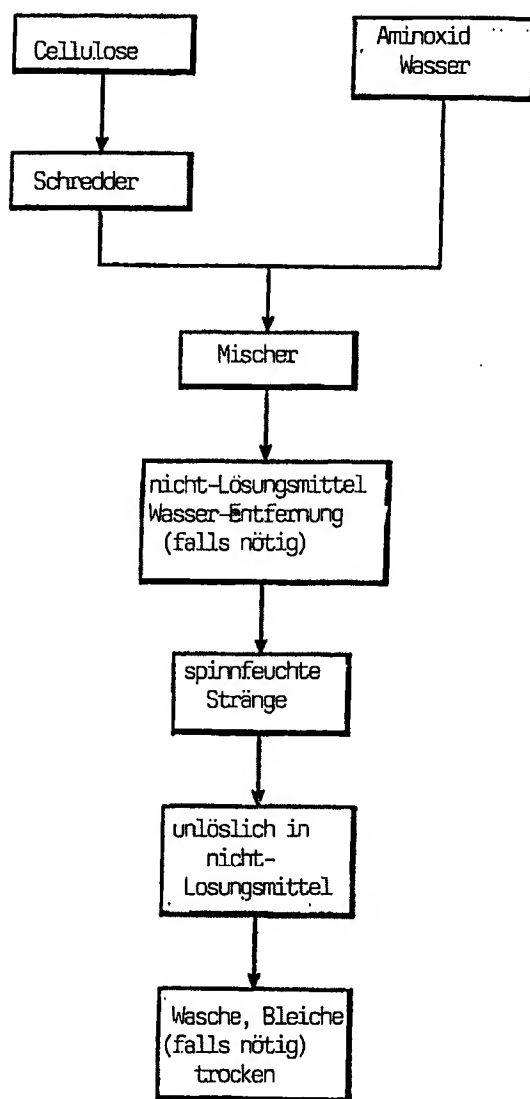 Cellulose
Aminoxid
Wasser
Schredder
Mischer
nicht-Lösungsmittel
Wasser-Entfernung
(falls nötig)
spinnfeuchte
Stränge
unlöslich in
nicht-
Losungsmittel
Wasche, Bleiche
(falls nötig)
trocken